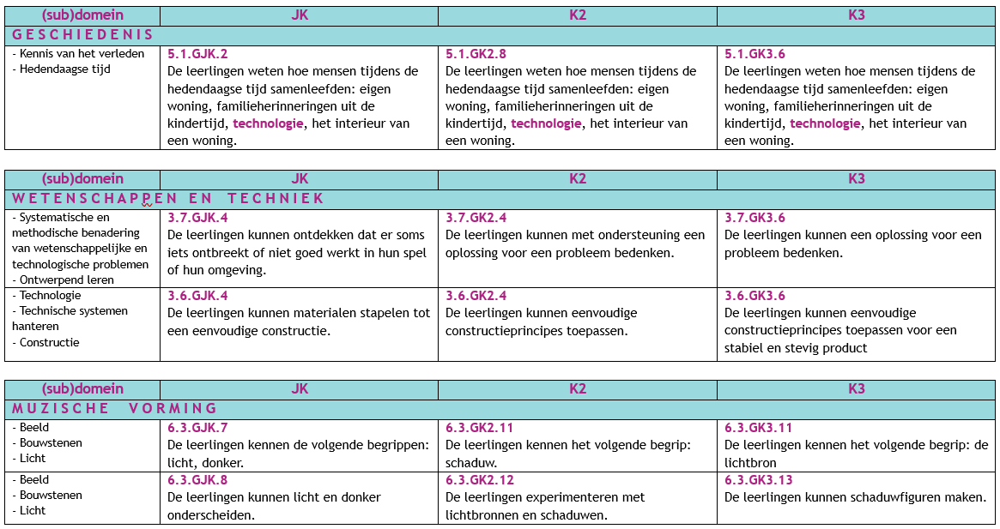 (sub)domein JK K2 K3
GESCHIEDENIS
- Kennis van het verleden
- Hedendaagse tijd
5.1.GJK.2
De leerlingen weten hoe mensen tijdens de
hedendaagse tijd samenleefden: eigen
woning, familieherinneringen uit de
kindertijd, technologie, het interieur van
een woning.
5.1.GK2.8
De leerlingen weten hoe mensen tijdens de
hedendaagse tijd samenleefden: eigen
woning, familieherinneringen uit de
kindertijd, technologie, het interieur van
een woning.
5.1.GK3.6
De leerlingen weten hoe mensen tijdens de
hedendaagse tijd samenleefden: eigen
woning, familieherinneringen uit de
kindertijd, technologie, het interieur van
een woning.
(sub)domein JK K2 K3
WETENSCHAPPEN EN TECHNIEK
- Systematische en
methodische benadering
van wetenschappelijke en
technologische problemen
- Ontwerpend leren
3.7.GJK.4
De leerlingen kunnen ontdekken dat er soms
iets ontbreekt of niet goed werkt in hun spel
of hun omgeving.
3.7.GK2.4
De leerlingen kunnen met ondersteuning een
oplossing voor een probleem bedenken.
3.7.GK3.6
De leerlingen kunnen een oplossing voor een
probleem bedenken.
- Technologie
- Technische systemen
hanteren
- Constructie
3.6.GJK.4
De leerlingen kunnen materialen stapelen tot
een eenvoudige constructie.
3.6.GK2.4
De leerlingen kunnen eenvoudige
constructieprincipes toepassen.
3.6.GK3.6
De leerlingen kunnen eenvoudige
constructieprincipes toepassen voor een
stabiel en stevig product
(sub)domein JK K2 K3
MUZISCHE VORMING
- Beeld
- Bouwstenen
- Licht
6.3.GJK.7
De leerlingen kennen de volgende begrippen:
licht, donker.
6.3.GK2.11
De leerlingen kennen het volgende begrip:
schaduw.
6.3.GK3.11
De leerlingen kennen het volgende begrip: de
lichtbron
- Beeld
- Bouwstenen
- Licht
6.3.GJK.8
De leerlingen kunnen licht en donker
onderscheiden.
6.3.GK2.12
De leerlingen experimenteren met
lichtbronnen en schaduwen.
6.3.GK3.13
De leerlingen kunnen schaduwfiguren maken.